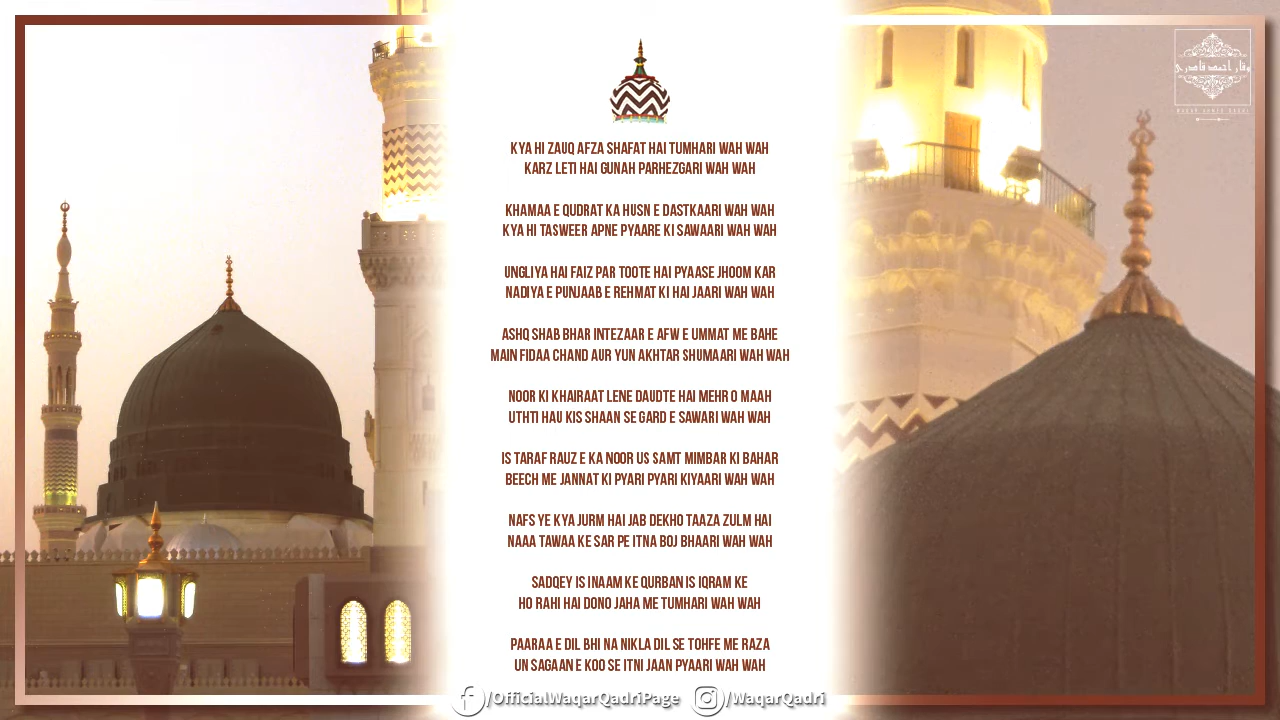 وقار احمد قادری
WAQAR AHMED QADRI
KYA HI ZAUQ AFZA SHAFAT HAI TUMHARI WAH WAH
KARZ LETI HAI GUNAH PARHEZGARI WAH WAH
KHAMAA E QUDRAT KA HUSN E DASTKAARI WAH WAH
KYA HI TASWEER APNE PYAARE KI SAWAARI WAH WAH
UNGLIYA HAI FAIZ PAR TOOTE HAI PYAASE JHOOM KAR
NADIYA E PUNJAAB E REHMAT KI HAI JAARI WAH WAH
ASHQ SHAB BHAR INTEZAAR E AFW E UMMAT ME BAHE
MAIN FIDAA CHAND AUR YUN AKHTAR SHUMAARI WAH WAH
NOOR KI KHAIRAAT LENE DAUDTE HAI MEHR O MAAH
UTHTI HAU KIS SHAAN SE GARD E SAWARI WAH WAH
IS TARAF RAUZ E KA NOOR US SAMT MIMBAR KI BAHAR
BEECH ME JANNAT KI PYARI PYARI KIYAARI WAH WAH
NAFS YE KYA JURM HAI JAB DEKHO TAAZA ZULM HAI
NAAA TAWAA KE SAR PE ITNA BOJ BHAARI WAH WAH
SADQEY IS INAAM KE QURBAN IS IQRAM KE
HO RAHI HAI DONO JAHA ME TUMHARI WAH WAH
PAARAA E DIL BHI NA NIKLA DIL SE TOHFE ME RAZA
UN SAGAAN E KOO SE ITNI JAAN PYAARI WAH WAH
/OfficialWaqarQadriPage /WaqarQadri